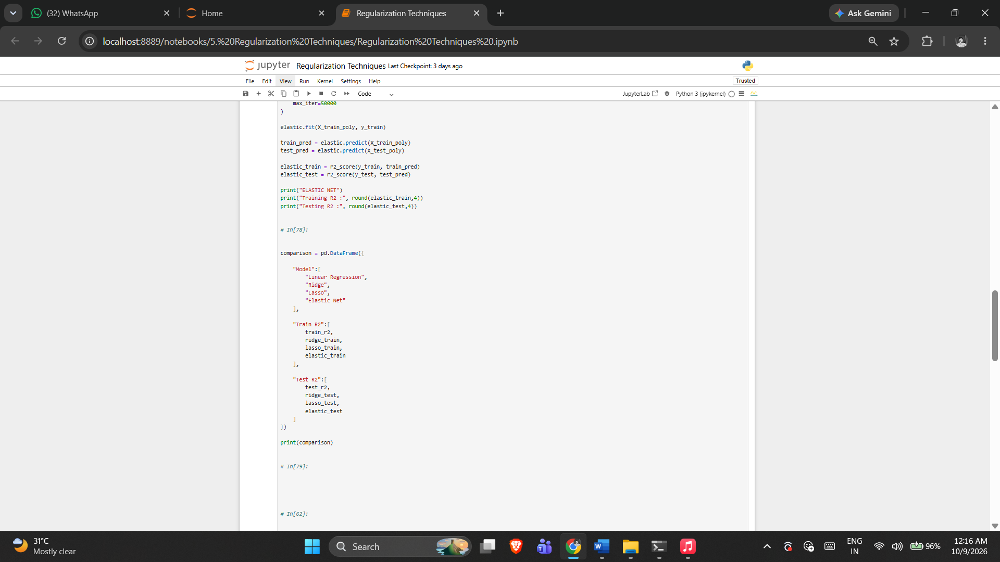 (32) WhatsApp
Home
Regularization Techniques
Ask Gemini
localhost:8889/notebooks/5.%20Regularization%20Techniques/Regularization%20Techniques%20.ipynb
jupyter Regularization Techniques Last Checkpoint: 3 days ago
File Edit View Run Kernel Settings Help
Trusted
Code
JupyterLab
Python 3 (ipykernel)
max_iter=50000
)
elastic.fit(X_train_poly, y_train)
train_pred = elastic.predict(X_train_poly)
test_pred = elastic.predict(X_test_poly)
elastic_train = r2_score(y_train, train_pred)
elastic_test = r2_score(y_test, test_pred)
print("ELASTIC NET")
print("Training R2 :", round(elastic_train,4))
print("Testing R2 :", round(elastic_test,4))
# In[78]:
comparison = pd.DataFrame({
"Model":[
"Linear Regression",
"Ridge",
"Lasso",
"Elastic Net"
],
"Train R2":[
train_r2,
ridge_train,
lasso_train,
elastic_train
],
"Test R2":[
test_r2,
ridge_test,
lasso_test,
elastic_test
]
})
print(comparison)
# In[79]:
# In[62]:
31°C
Mostly clear
Search
ENG
IN
96%
12:16 AM
10/9/2026